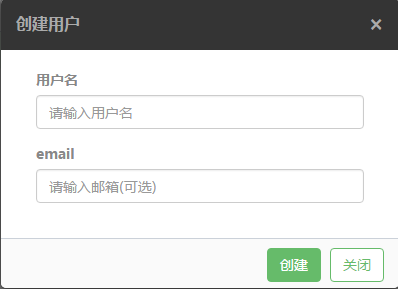 创建用户 ×
用户名
请输入用户名
email
请输入邮箱(可选)
创建 关闭